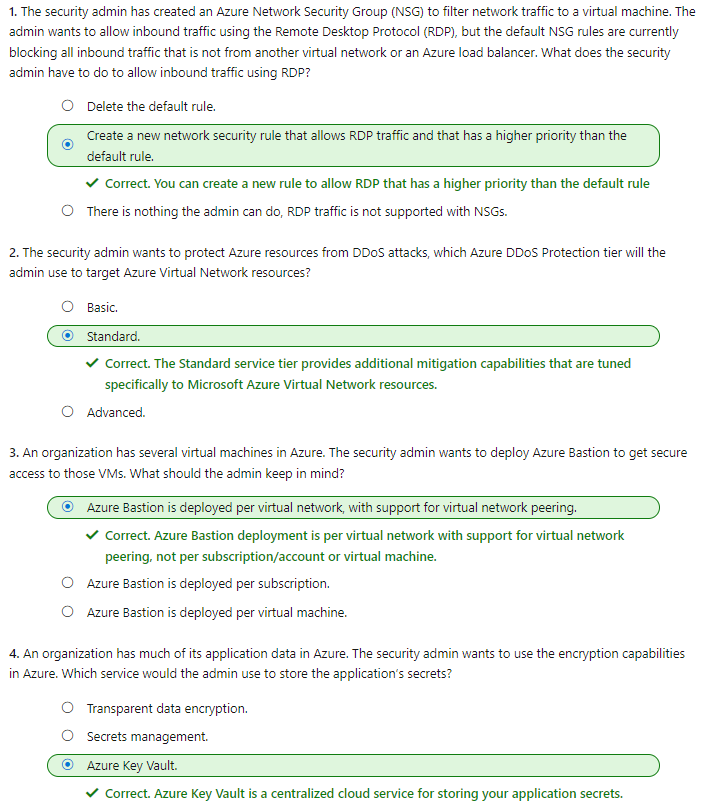 1. The security admin has created an Azure Network Security Group (NSG) to filter network traffic to a virtual machine. The
admin wants to allow inbound traffic using the Remote Desktop Protocol (RDP), but the default NSG rules are currently
blocking all inbound traffic that is not from another virtual network or an Azure load balancer. What does the security
admin have to do to allow inbound traffic using RDP?
Delete the default rule.
Create a new network security rule that allows RDP traffic and that has a higher priority than the
default rule.
Correct. You can create a new rule to allow RDP that has a higher priority than the default rule
There is nothing the admin can do, RDP traffic is not supported with NSGs.
2. The security admin wants to protect Azure resources from DDoS attacks, which Azure DDoS Protection tier will the
admin use to target Azure Virtual Network resources?
Basic.
Standard.
Correct. The Standard service tier provides additional mitigation capabilities that are tuned
specifically to Microsoft Azure Virtual Network resources.
Advanced.
3. An organization has several virtual machines in Azure. The security admin wants to deploy Azure Bastion to get secure
access to those VMs. What should the admin keep in mind?
Azure Bastion is deployed per virtual network, with support for virtual network peering.
Correct. Azure Bastion deployment is per virtual network with support for virtual network
peering, not per subscription/account or virtual machine.
Azure Bastion is deployed per subscription.
Azure Bastion is deployed per virtual machine.
4. An organization has much of its application data in Azure. The security admin wants to use the encryption capabilities
in Azure. Which service would the admin use to store the application's secrets?
Transparent data encryption.
Secrets management.
Azure Key Vault.
Correct. Azure Key Vault is a centralized cloud service for storing your application secrets.